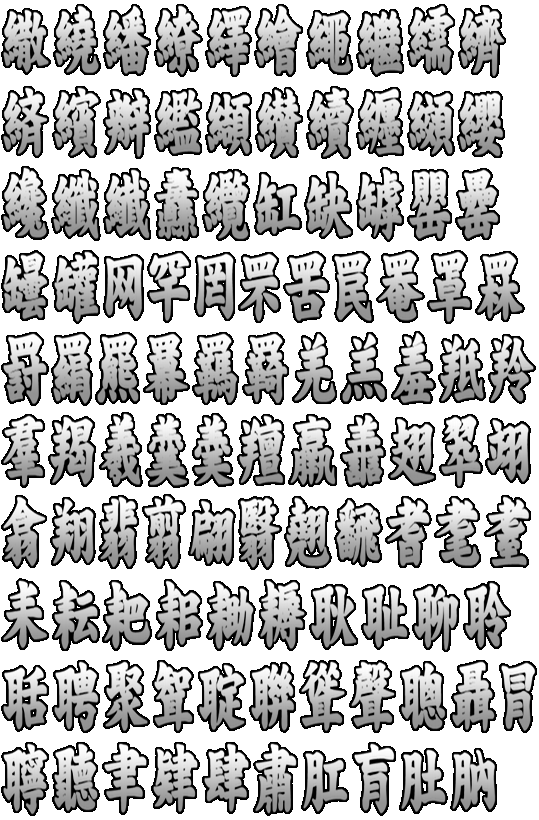 繖繞繙繚繹繪繩繼繻纃
緕繽辮繿纈纉續纒纐纓
纔纖纎纛纜缸缺罅罌罍
罎罐网罕罔罘罟罠罨罩罧
罸羂羆羃羈羇羌羔羞羝羚
羣羯羲羹羮羶羸譱翅翆翊
翕翔翡翦翩翳翹飜耆耄耋
耒耘耙耜耡耨耿耻聊聆
聒聘聚聟聢聨聳聲聰聶冐
聹聽聿肄肆肅肛肓肚肭